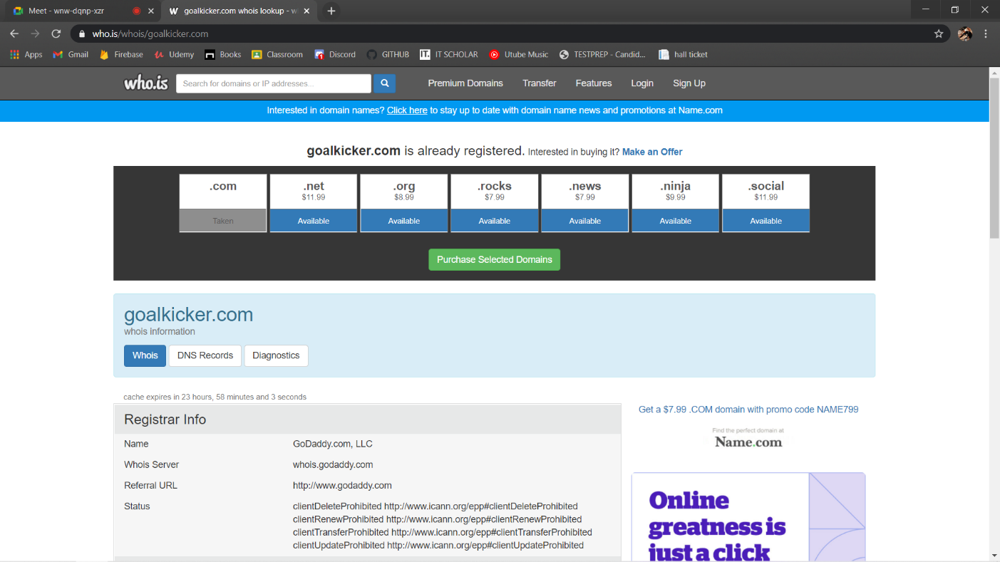 Meet - wnw-dqnp-xzr
goalkicker.com whois lookup - w
who.is/whois/goalkicker.com
Apps Gmail Firebase Udemy Books Classroom Discord GITHUB IT SCHOLAR Utube Music TESTPREP - Candid... hall ticket
who.is Search for domains or IP addresses... Premium Domains Transfer Features Login Sign Up
Interested in domain names? Click here to stay up to date with domain name news and promotions at Name.com
goalkicker.com is already registered. Interested in buying it? Make an Offer
.com .net .org .rocks .news .ninja .social
$11.99 $8.99 $7.99 $7.99 $9.99 $11.99
Taken Available Available Available Available Available Available
Purchase Selected Domains
goalkicker.com
whois information
Whois DNS Records Diagnostics
cache expires in 23 hours, 58 minutes and 3 seconds
Registrar Info
Name GoDaddy.com, LLC
Whois Server whois.godaddy.com
Referral URL http://www.godaddy.com
Status clientDeleteProhibited http://www.icann.org/epp#clientDeleteProhibited
clientRenewProhibited http://www.icann.org/epp#clientRenewProhibited
clientTransferProhibited http://www.icann.org/epp#clientTransferProhibited
clientUpdateProhibited http://www.icann.org/epp#clientUpdateProhibited
Get a $7.99 .COM domain with promo code NAME799
Find the perfect domain at
Name.com
Online
greatness is
just a click